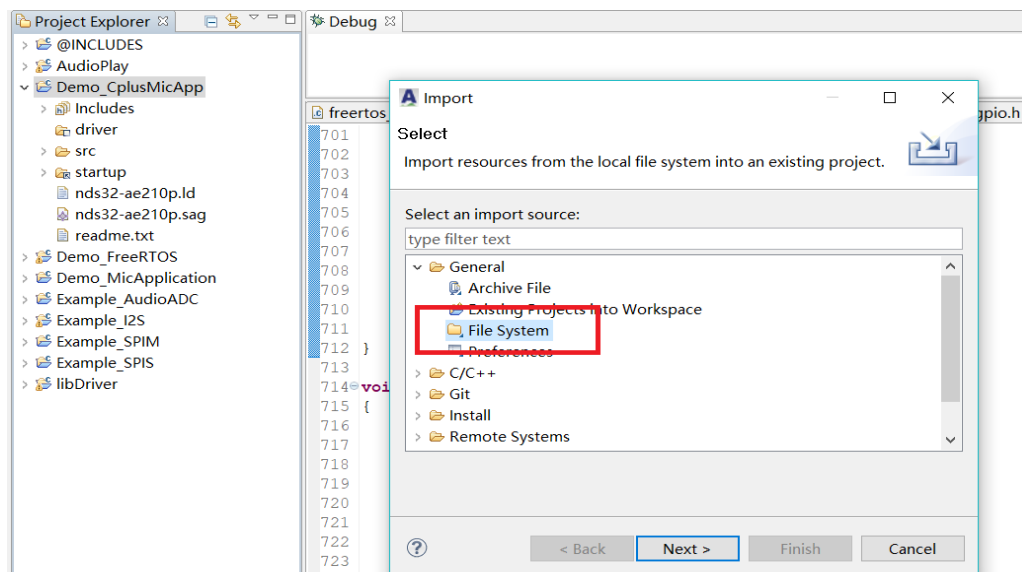 Project Explorer
@INCLUDES
AudioPlay
Demo_CplusMicApp
Includes
driver
src
startup
nds32-ae210p.ld
nds32-ae210p.sag
readme.txt
Demo_FreeRTOS
Demo_MicApplication
Example_AudioADC
Example_I2S
Example_SPIM
Example_SPIS
libDriver
Debug
freertos_
gpio.h
701
702
703
704
705
706
707
708
709
710
711
712 }
713
714 voi
715 {
716
717
718
719
720
721
722
723
Import
Select
Import resources from the local file system into an existing project.
Select an import source:
type filter text
General
Archive File
Existing Projects into Workspace
File System
Preferences
C/C++
Git
Install
Remote Systems
?
< Back
Next >
Finish
Cancel